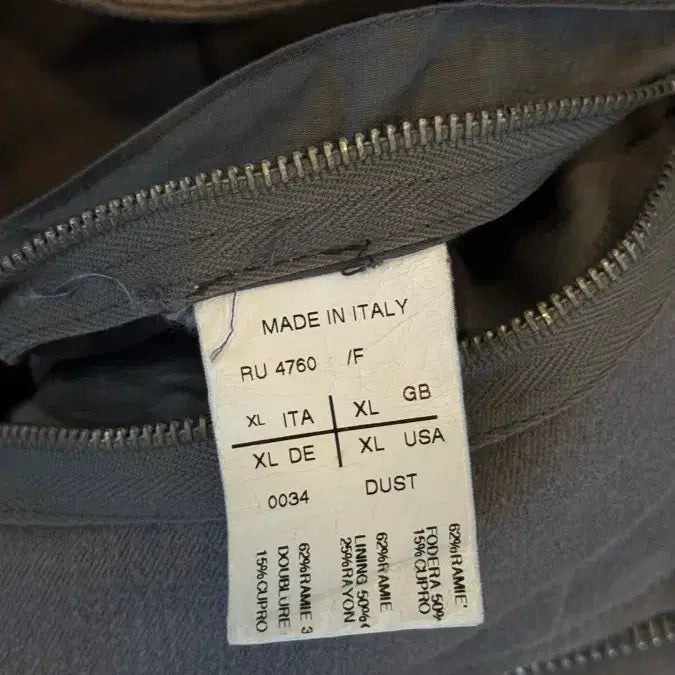 MADE IN ITALY
RU 4760 /F
XL ITA XL GB
XL DE XL USA
0034 DUST
62%RAMIE
FODERA 50%
15%CUPRO
62%RAMIE
LINING 50%
25%RAYON
62%RAMIE 3
DOUBLURE
15%CUPRO